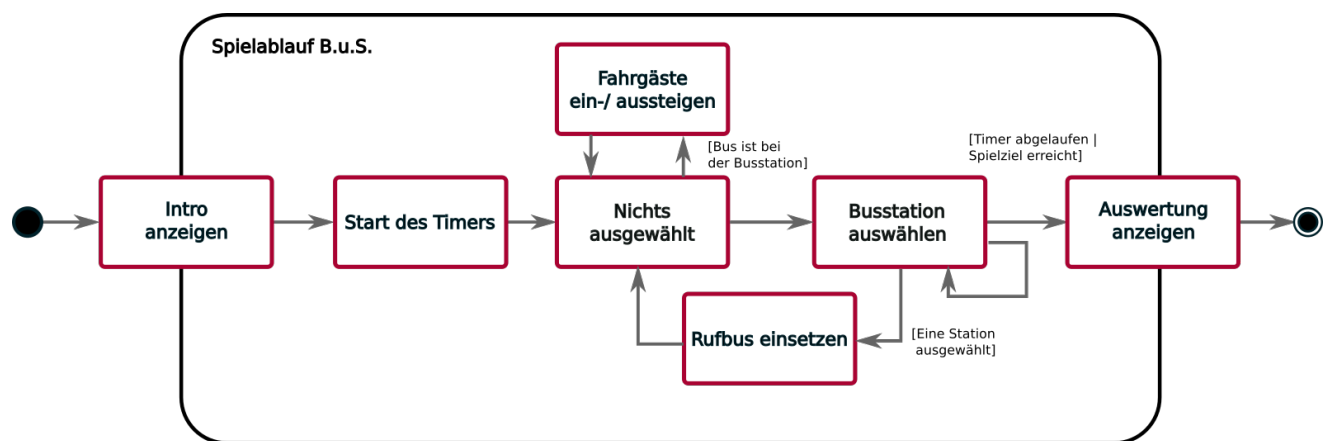 Spielablauf B.u.S.
Fahrgäste
ein-/ aussteigen
[Bus ist bei
der Busstation]
[Timer abgelaufen |
Spielziel erreicht]
Intro
anzeigen
Start des Timers
Nichts
ausgewählt
Busstation
auswählen
Auswertung
anzeigen
Rufbus einsetzen
[Eine Station
ausgewählt]